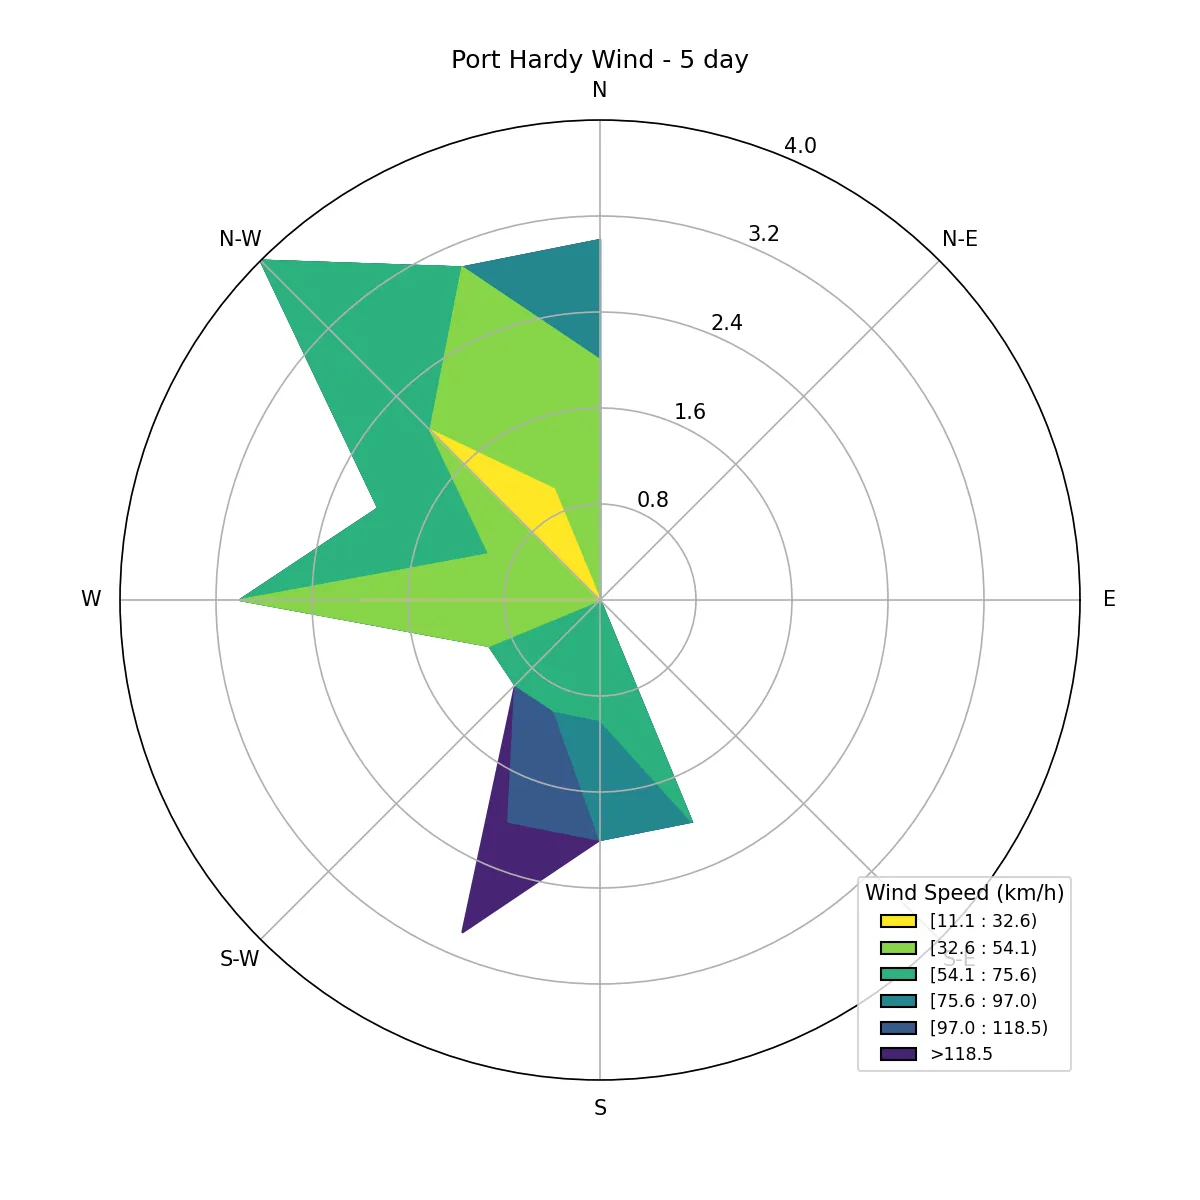 Port Hardy Wind - 5 day
N
4.0
3.2
N-W
N-E
2.4
1.6
0.8
W
E
Wind Speed (km/h)
[11.1 : 32.6)
[32.6 : 54.1)
S-W
S-E
[54.1 : 75.6)
[75.6 : 97.0)
[97.0 : 118.5)
>118.5
S